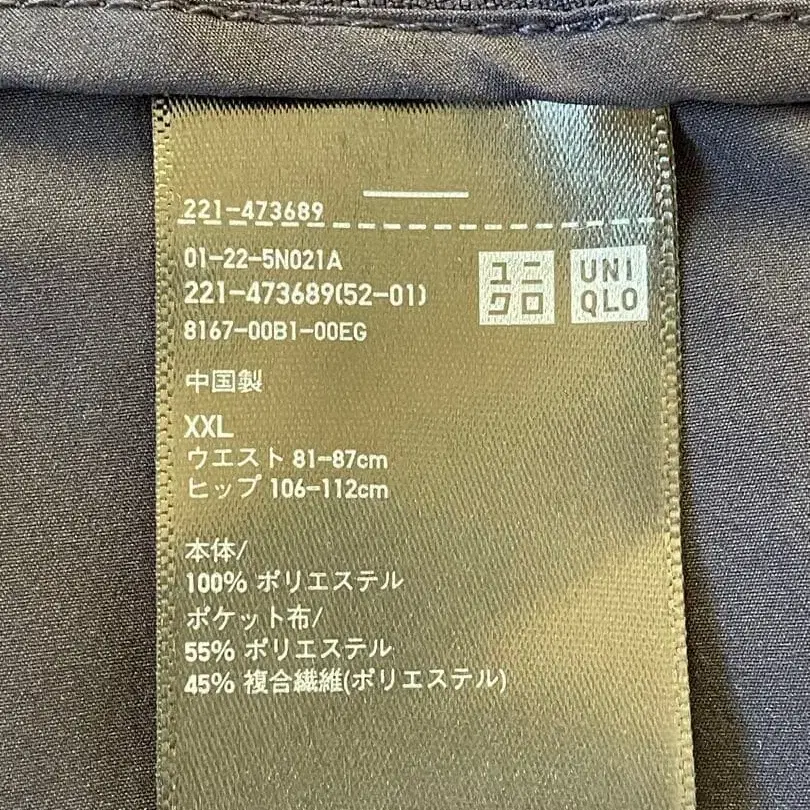 221-473689
01-22-5N021A
221-473689(52-01)
8167-00B1-00EG
ユニ
クロ
UNI
QLO
中国製
XXL
ウエスト 81-87cm
ヒップ 106-112cm
本体/
100% ポリエステル
ポケット布/
55% ポリエステル
45% 複合繊維(ポリエステル)